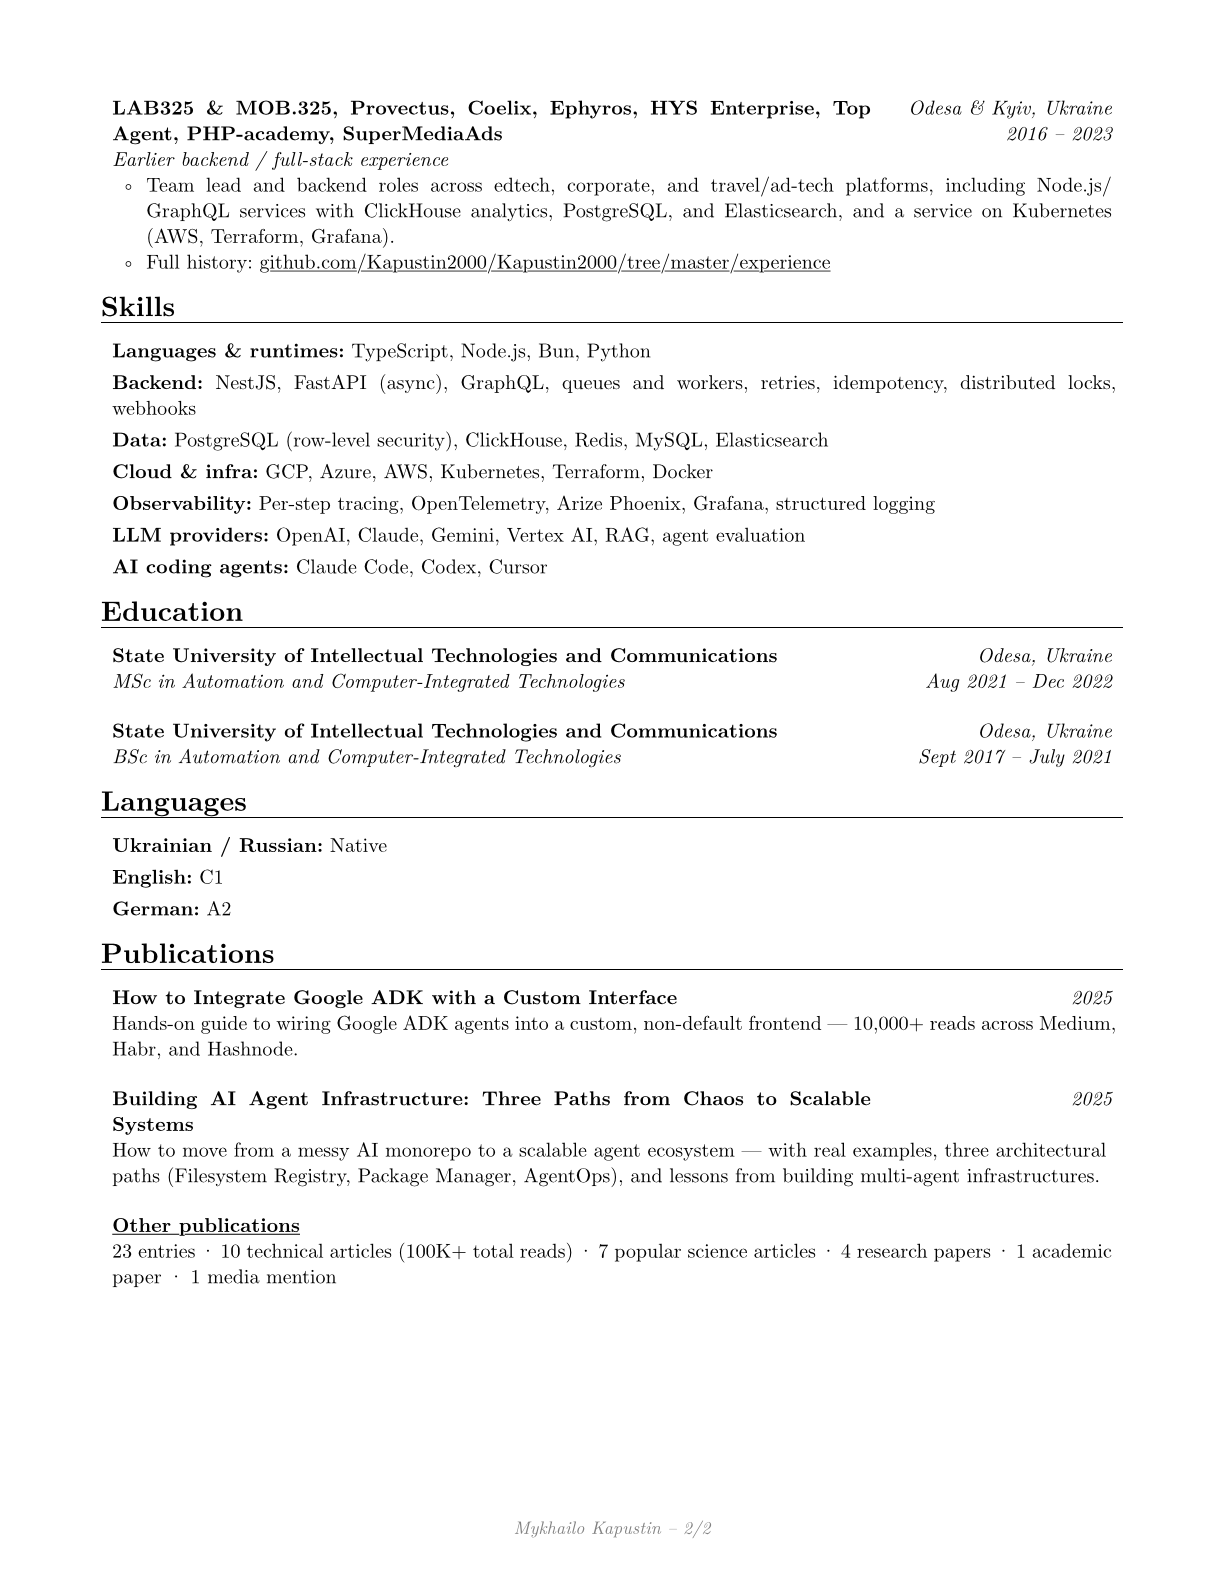 LAB325 & MOB.325, Provectus, Coelix, Ephyros, HYS Enterprise, Top Odesa & Kyiv, Ukraine
Agent, PHP-academy, SuperMediaAds 2016 – 2023
Earlier backend / full-stack experience
◦ Team lead and backend roles across edtech, corporate, and travel/ad-tech platforms, including Node.js/
GraphQL services with ClickHouse analytics, PostgreSQL, and Elasticsearch, and a service on Kubernetes
(AWS, Terraform, Grafana).
◦ Full history: github.com/Kapustin2000/Kapustin2000/tree/master/experience
Skills
Languages & runtimes: TypeScript, Node.js, Bun, Python
Backend: NestJS, FastAPI (async), GraphQL, queues and workers, retries, idempotency, distributed locks,
webhooks
Data: PostgreSQL (row-level security), ClickHouse, Redis, MySQL, Elasticsearch
Cloud & infra: GCP, Azure, AWS, Kubernetes, Terraform, Docker
Observability: Per-step tracing, OpenTelemetry, Arize Phoenix, Grafana, structured logging
LLM providers: OpenAI, Claude, Gemini, Vertex AI, RAG, agent evaluation
AI coding agents: Claude Code, Codex, Cursor
Education
State University of Intellectual Technologies and Communications Odesa, Ukraine
MSc in Automation and Computer-Integrated Technologies Aug 2021 – Dec 2022
State University of Intellectual Technologies and Communications Odesa, Ukraine
BSc in Automation and Computer-Integrated Technologies Sept 2017 – July 2021
Languages
Ukrainian / Russian: Native
English: C1
German: A2
Publications
How to Integrate Google ADK with a Custom Interface 2025
Hands-on guide to wiring Google ADK agents into a custom, non-default frontend — 10,000+ reads across Medium,
Habr, and Hashnode.
Building AI Agent Infrastructure: Three Paths from Chaos to Scalable 2025
Systems
How to move from a messy AI monorepo to a scalable agent ecosystem — with real examples, three architectural
paths (Filesystem Registry, Package Manager, AgentOps), and lessons from building multi-agent infrastructures.
Other publications
23 entries · 10 technical articles (100K+ total reads) · 7 popular science articles · 4 research papers · 1 academic
paper · 1 media mention
Mykhailo Kapustin – 2/2